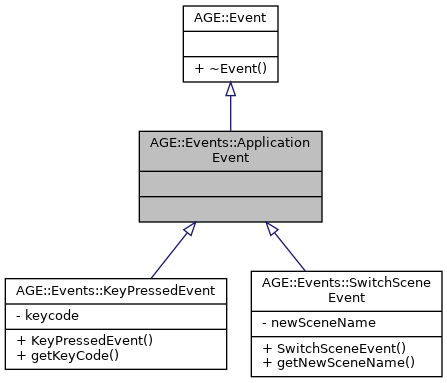 AGE::Event
+ ~Event()
AGE::Events::Application
Event
AGE::Events::KeyPressedEvent
- keycode
+ KeyPressedEvent()
+ getKeyCode()
AGE::Events::SwitchScene
Event
- newSceneName
+ SwitchSceneEvent()
+ getNewSceneName()